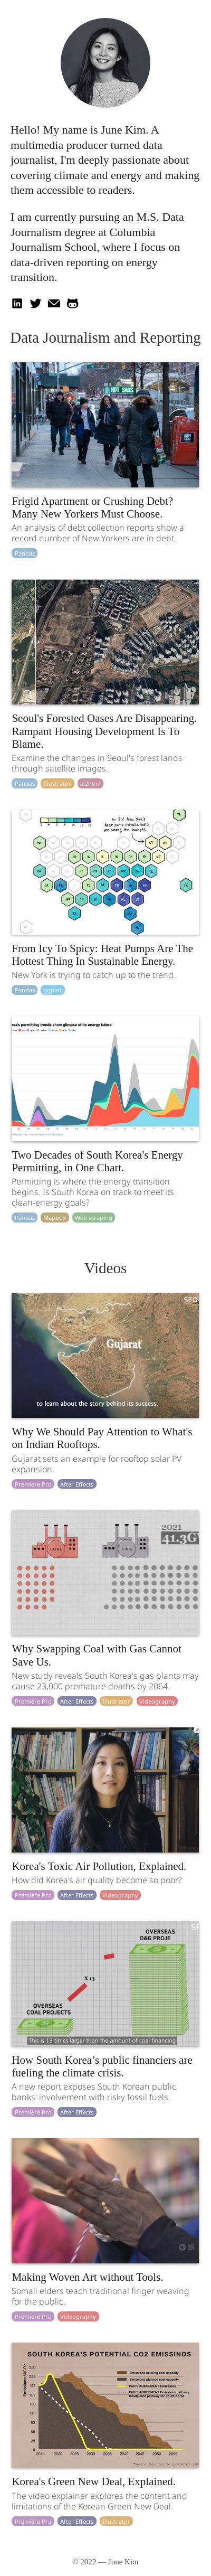 Hello! My name is June Kim. A
multimedia producer turned data
journalist, I'm deeply passionate about
covering climate and energy and making
them accessible to readers.
I am currently pursuing an M.S. Data
Journalism degree at Columbia
Journalism School, where I focus on
data-driven reporting on energy
transition.
Data Journalism and Reporting
Frigid Apartment or Crushing Debt?
Many New Yorkers Must Choose.
An analysis of debt collection reports show a
record number of New Yorkers are in debt.
Pandas
Seoul's Forested Oases Are Disappearing.
Rampant Housing Development Is To
Blame.
Examine the changes in Seoul's forest lands
through satellite images.
Pandas Illustrator ai2html
From Icy To Spicy: Heat Pumps Are The
Hottest Thing In Sustainable Energy.
New York is trying to catch up to the trend.
Pandas ggplot
permitting trends show glimpse of its energy future
Two Decades of South Korea's Energy
Permitting, in One Chart.
Permitting is where the energy transition
begins. Is South Korea on track to meet its
clean-energy goals?
Pandas Mapbox Web scraping
Videos
SFO
Gujarat
to learn about the story behind its success.
Why We Should Pay Attention to What's
on Indian Rooftops.
Gujarat sets an example for rooftop solar PV
expansion.
Premiere Pro After Effects
2021
41.3G
COAL
Why Swapping Coal with Gas Cannot
Save Us.
New study reveals South Korea's gas plants may
cause 23,000 premature deaths by 2064.
Premiere Pro After Effects Illustrator Videography
Korea's Toxic Air Pollution, Explained.
How did Korea's air quality become so poor?
Premiere Pro After Effects Videography
OVERSEAS
O&G PROJE
X 13
OVERSEAS
COAL PROJECTS
This is 13 times larger than the amount of coal financing
How South Korea’s public financiers are
fueling the climate crisis.
A new report exposes South Korean public
banks' involvement with risky fossil fuels.
Premiere Pro After Effects
Making Woven Art without Tools.
Somali elders teach traditional finger weaving
for the public.
Premiere Pro Videography
SOUTH KOREA'S POTENTIAL CO2 EMISSINOS
Korea's Green New Deal, Explained.
The video explorer explores the content and
limitations of the Korean Green New Deal.
Premiere Pro After Effects Illustrator
© 2022 — June Kim